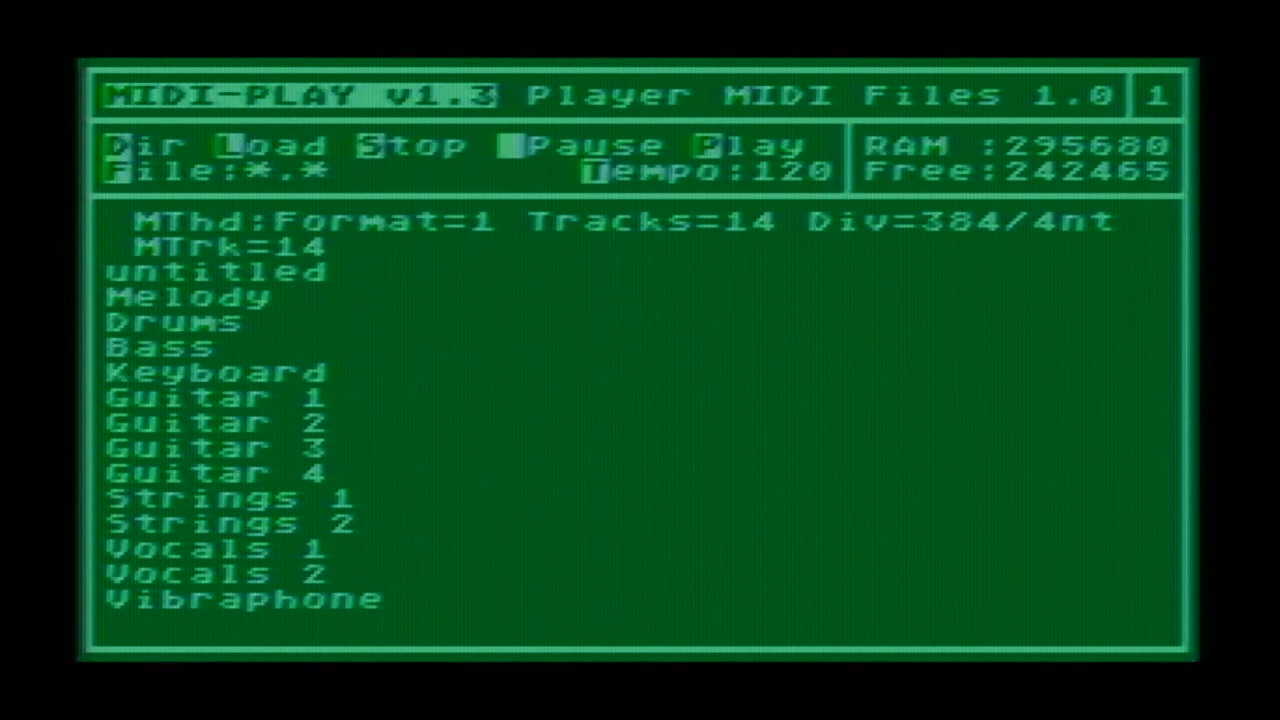 MIDI-PLAY v1.3 Player MIDI Files 1.0 1
Dir Load Stop Pause Play RAM :295680
File:*.* Tempo:120 Free:242465
MThd:Format=1 Tracks=14 Div=384/4nt
MTrk=14
untitled
Melody
Drums
Bass
Keyboard
Guitar 1
Guitar 2
Guitar 3
Guitar 4
Strings 1
Strings 2
Vocals 1
Vocals 2
Vibraphone